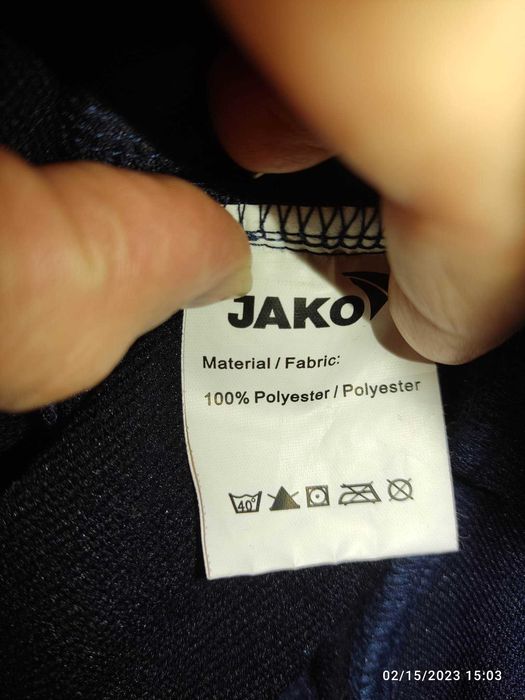 JAKO
Material / Fabric:
100% Polyester / Polyester
40°
02/15/2023 15:03